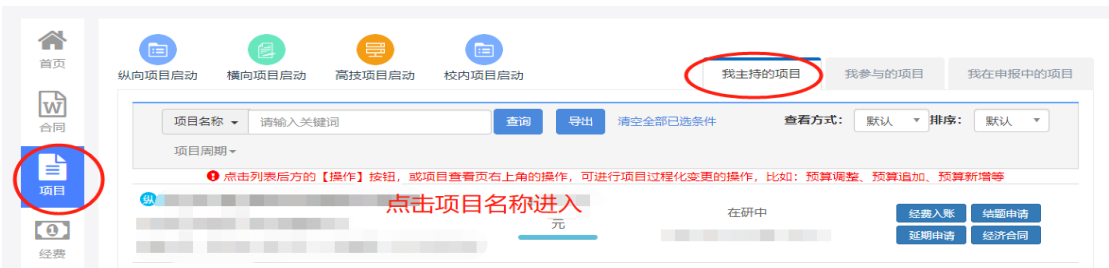 首页
合同
项目
经费
纵向项目启动 横向项目启动 高技项目启动 校内项目启动
我主持的项目 我参与的项目 我在申报中的项目
项目名称 请输入关键词 查询 导出 清空全部已选条件 查看方式: 默认 排序: 默认
项目周期
点击列表后方的【操作】按钮，或项目查看页右上角的操作，可进行项目过程化变更的操作，比如：预算调整、预算追加、预算新增等
纵
点击项目名称进入
元
在研中
经费入账 结题申请
延期申请 经济合同